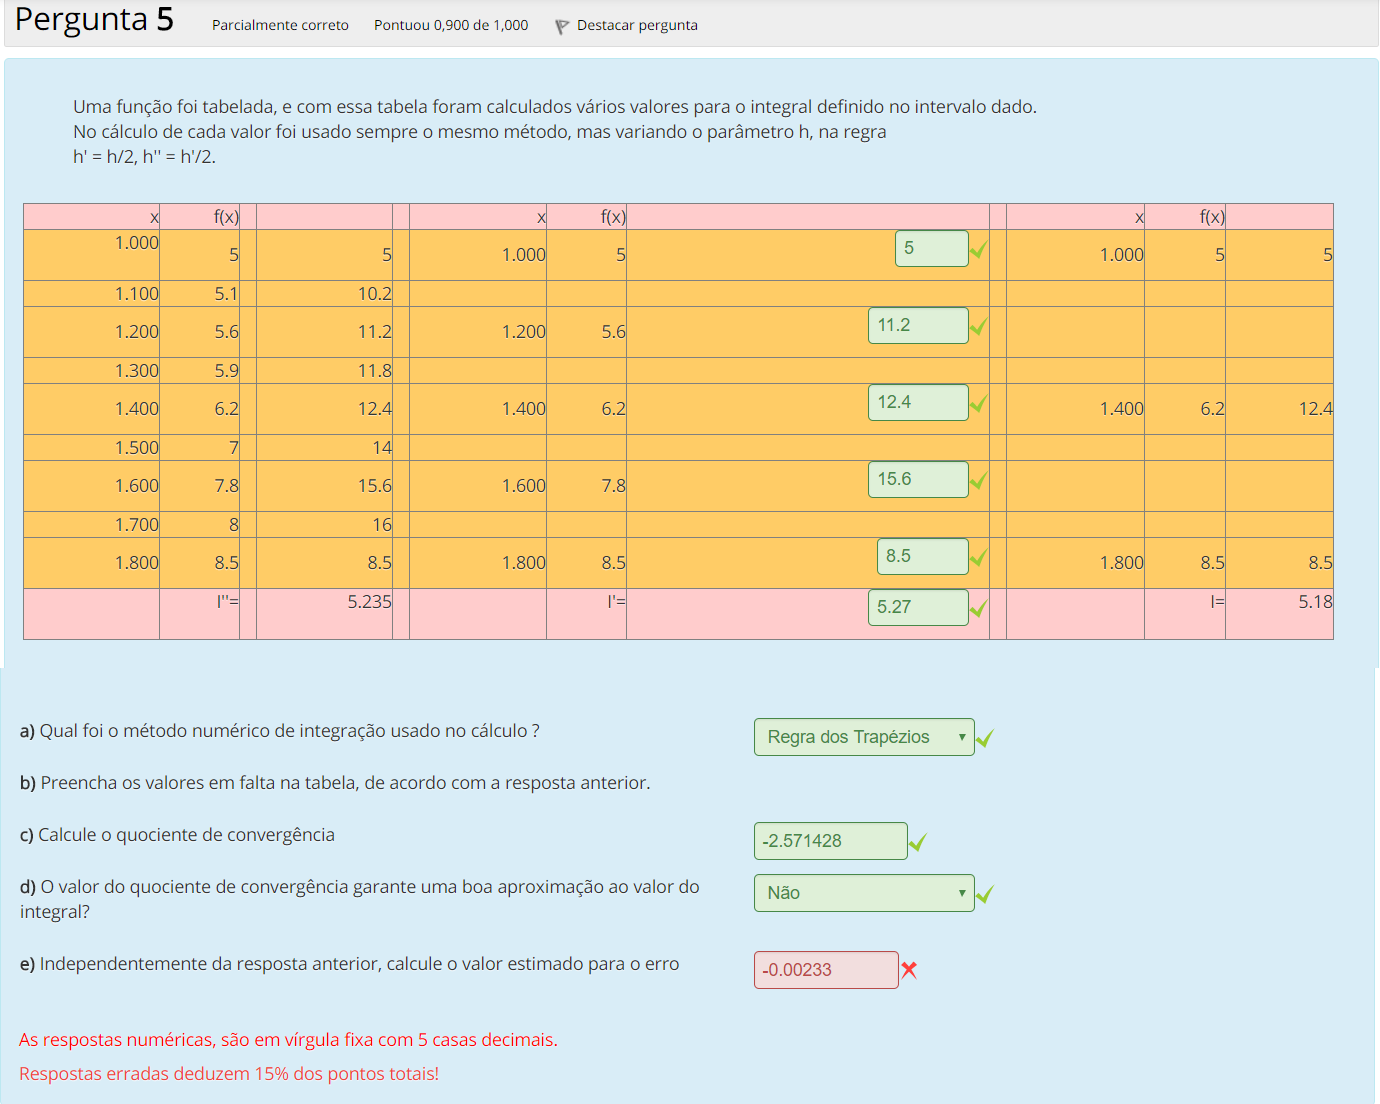 Pergunta 5 Parcialmente correto Pontuou 0,900 de 1,000 Destacar pergunta
Uma função foi tabelada, e com essa tabela foram calculados vários valores para o integral definido no intervalo dado.
No cálculo de cada valor foi usado sempre o mesmo método, mas variando o parâmetro h, na regra
h' = h/2, h'' = h'/2.
x f(x) x f(x) x f(x)
1.000 5 5 1.000 5 5 1.000 5 5
1.100 5.1 10.2
1.200 5.6 11.2 1.200 5.6 11.2
1.300 5.9 11.8
1.400 6.2 12.4 1.400 6.2 12.4 1.400 6.2 12.4
1.500 7 14
1.600 7.8 15.6 1.600 7.8 15.6
1.700 8 16
1.800 8.5 8.5 1.800 8.5 8.5 1.800 8.5 8.5
I''= 5.235 I'= 5.27 I= 5.18
a) Qual foi o método numérico de integração usado no cálculo ? Regra dos Trapézios
b) Preencha os valores em falta na tabela, de acordo com a resposta anterior.
c) Calcule o quociente de convergência -2.571428
d) O valor do quociente de convergência garante uma boa aproximação ao valor do Não
integral?
e) Independentemente da resposta anterior, calcule o valor estimado para o erro -0.00233
As respostas numéricas, são em vírgula fixa com 5 casas decimais.
Respostas erradas deduzem 15% dos pontos totais!